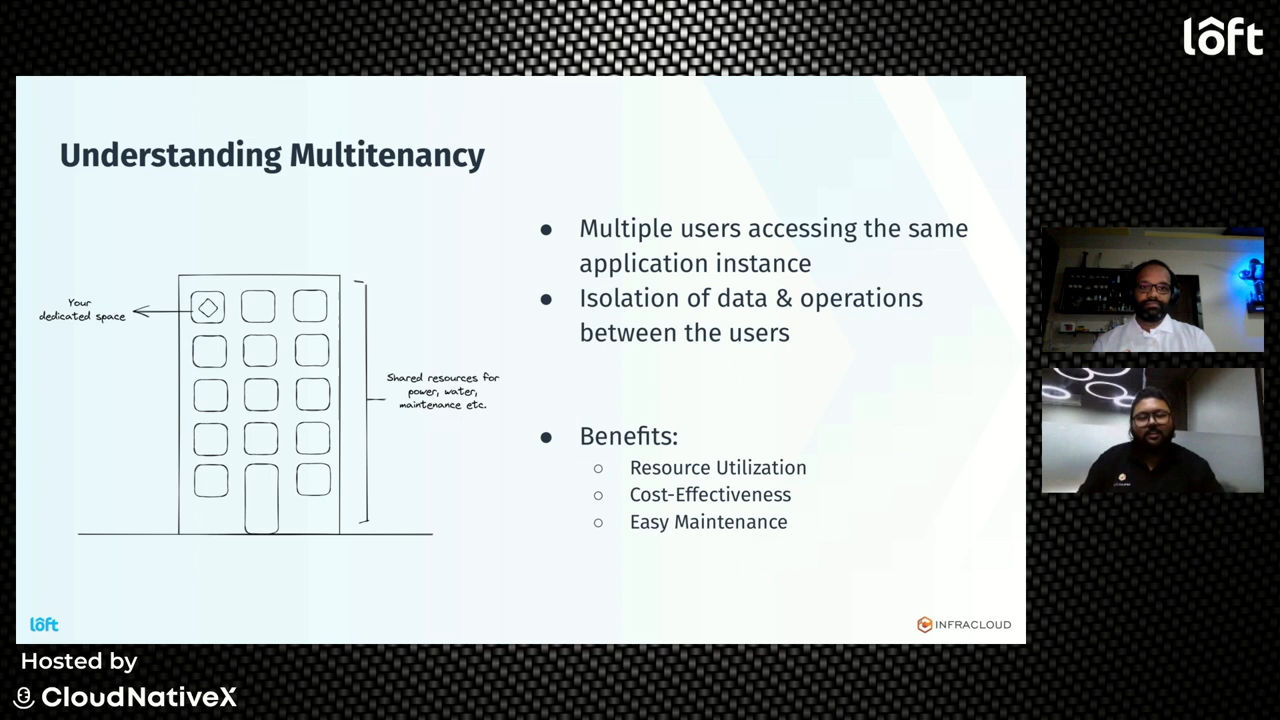 lôft
Understanding Multitenancy
Your
dedicated space
Shared resources for
power, water,
maintenance etc.
● Multiple users accessing the same
application instance
● Isolation of data & operations
between the users
● Benefits:
○ Resource Utilization
○ Cost-Effectiveness
○ Easy Maintenance
lôft
INFRACLOUD
Hosted by
CloudNativeX